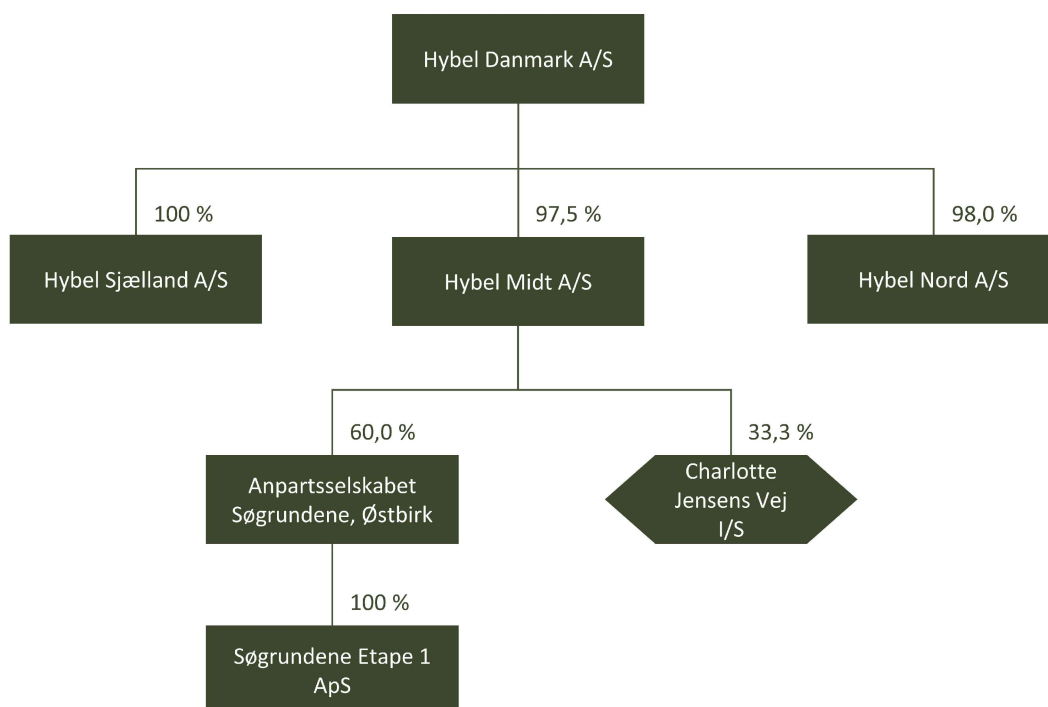 Hybel Danmark A/S
100 %
97,5 %
98,0 %
Hybel Sjælland A/S
Hybel Midt A/S
Hybel Nord A/S
60,0 %
33,3 %
Anpartsselskabet
Søgrundene, Østbirk
Charlotte
Jensens Vej
I/S
100 %
Søgrundene Etape 1
ApS